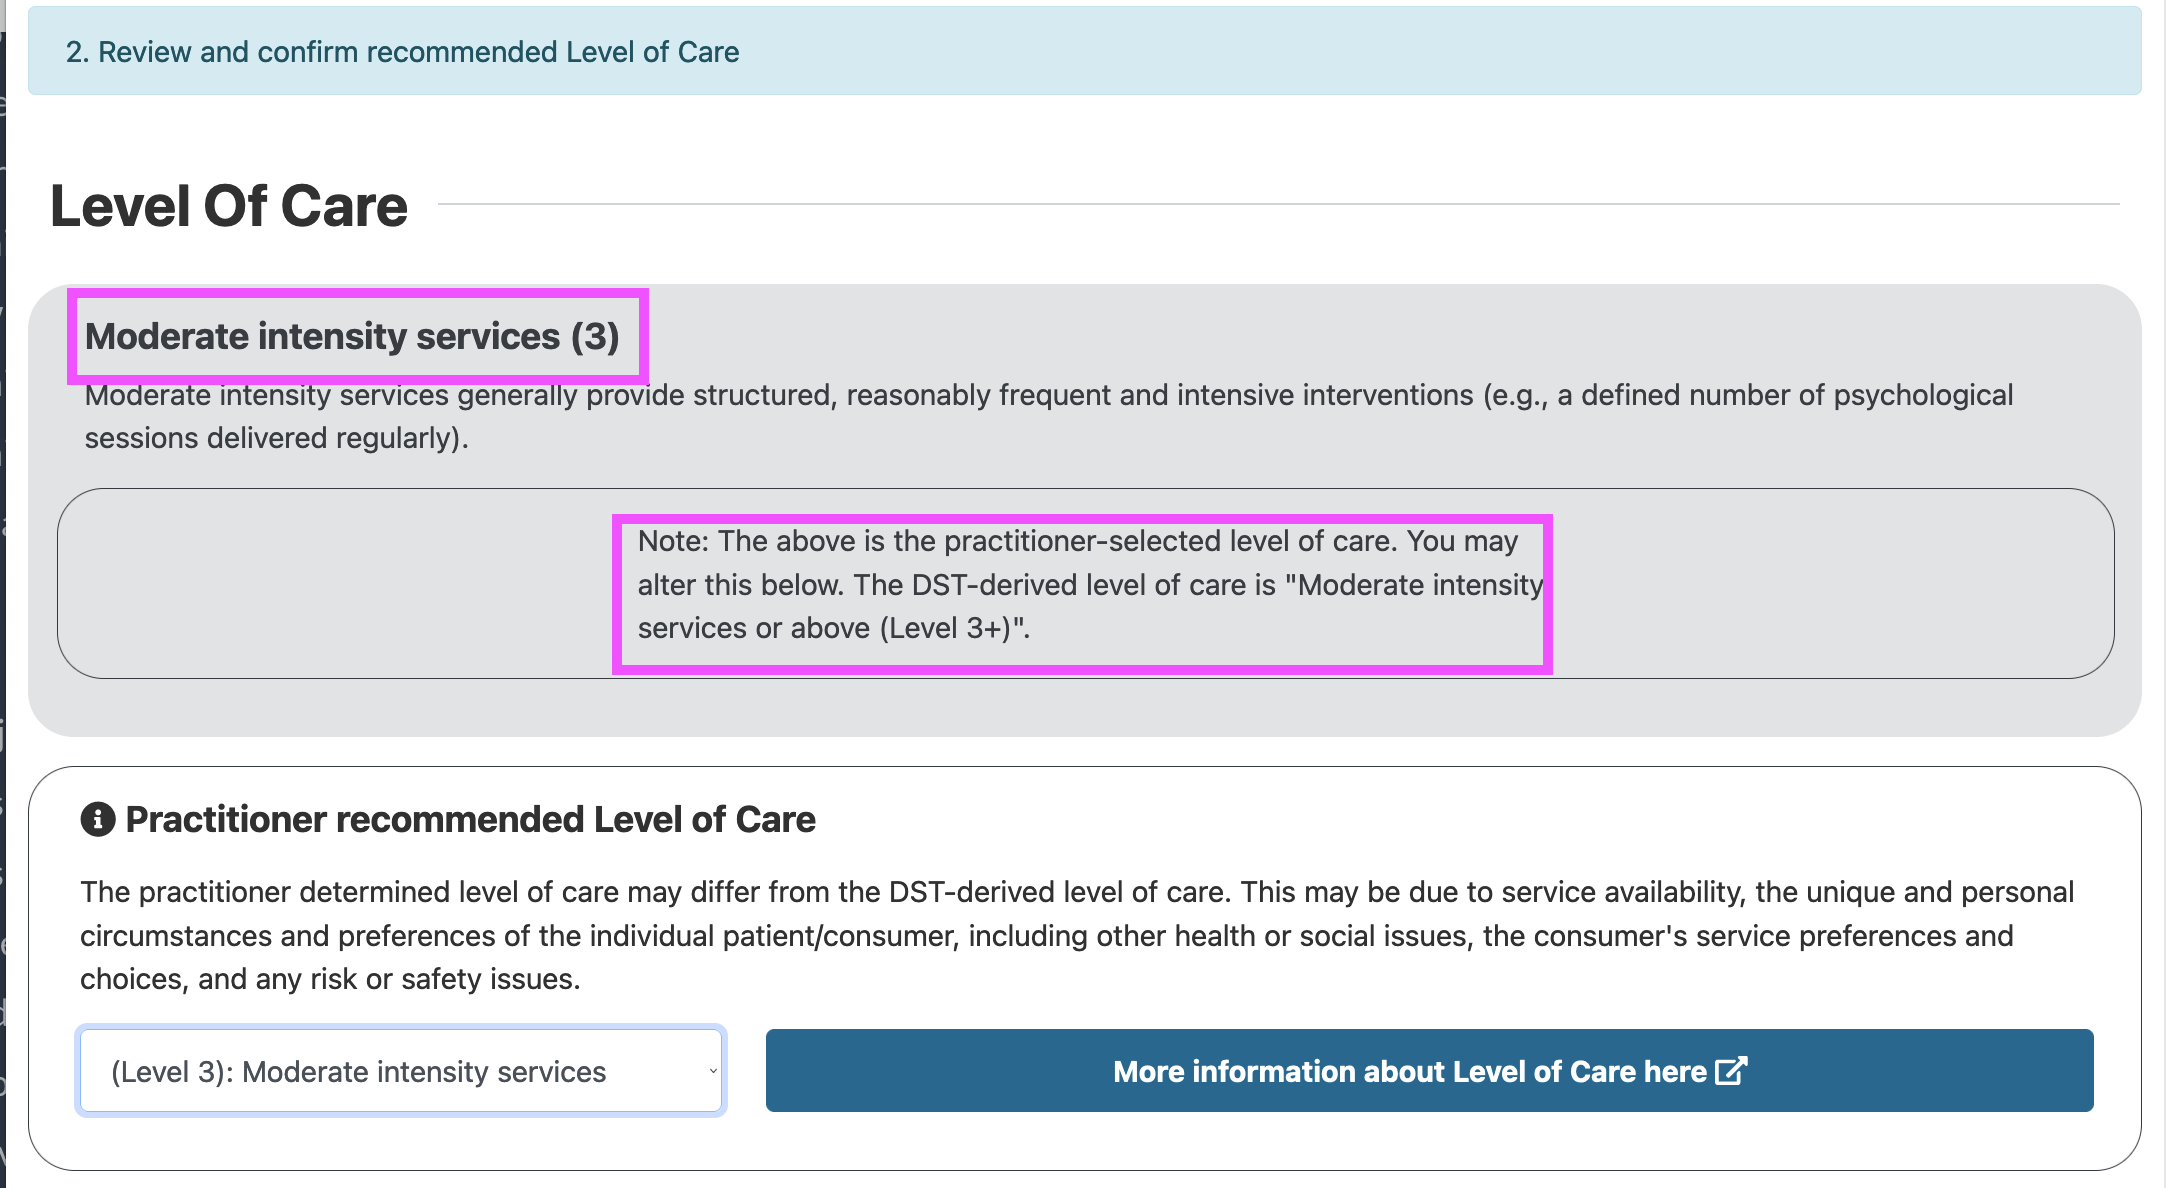 2. Review and confirm recommended Level of Care
Level Of Care
Moderate intensity services (3)
Moderate intensity services generally provide structured, reasonably frequent and intensive interventions (e.g., a defined number of psychological
sessions delivered regularly).
Note: The above is the practitioner-selected level of care. You may
alter this below. The DST-derived level of care is "Moderate intensity
services or above (Level 3+)".
Practitioner recommended Level of Care
The practitioner determined level of care may differ from the DST-derived level of care. This may be due to service availability, the unique and personal
circumstances and preferences of the individual patient/consumer, including other health or social issues, the consumer's service preferences and
choices, and any risk or safety issues.
(Level 3): Moderate intensity services
More information about Level of Care here